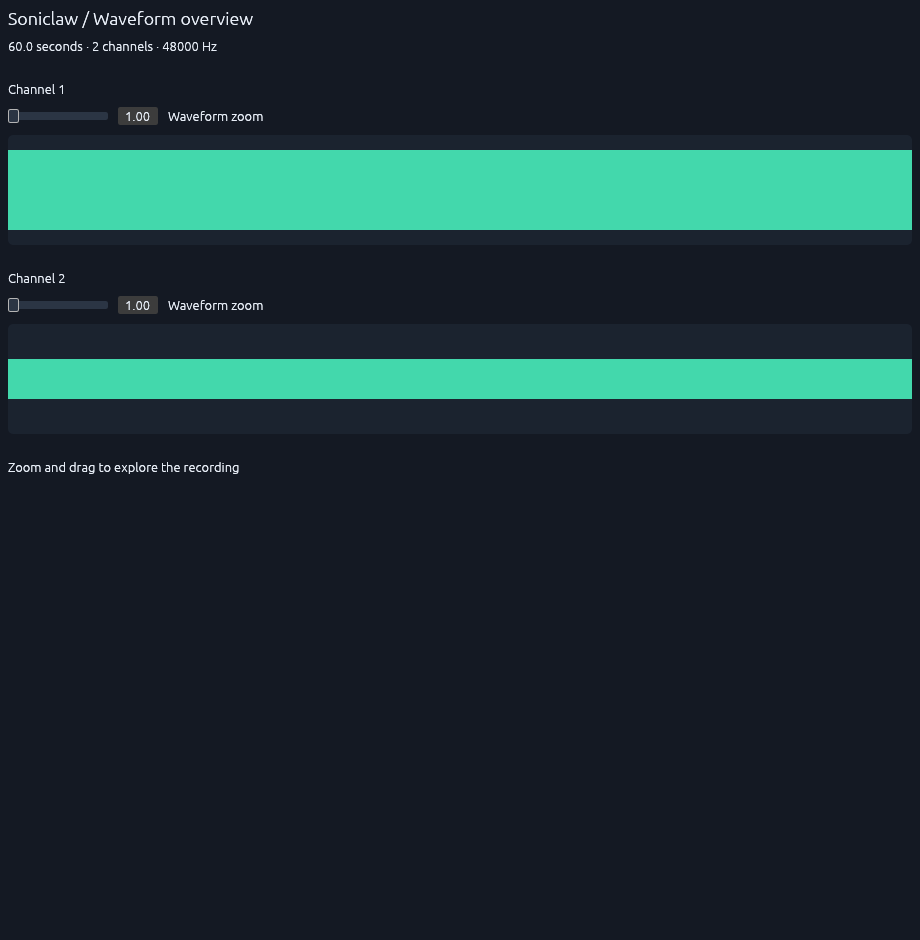 Soniclaw / Waveform overview
60.0 seconds · 2 channels · 48000 Hz
Channel 1
1.00 Waveform zoom
Channel 2
1.00 Waveform zoom
Zoom and drag to explore the recording